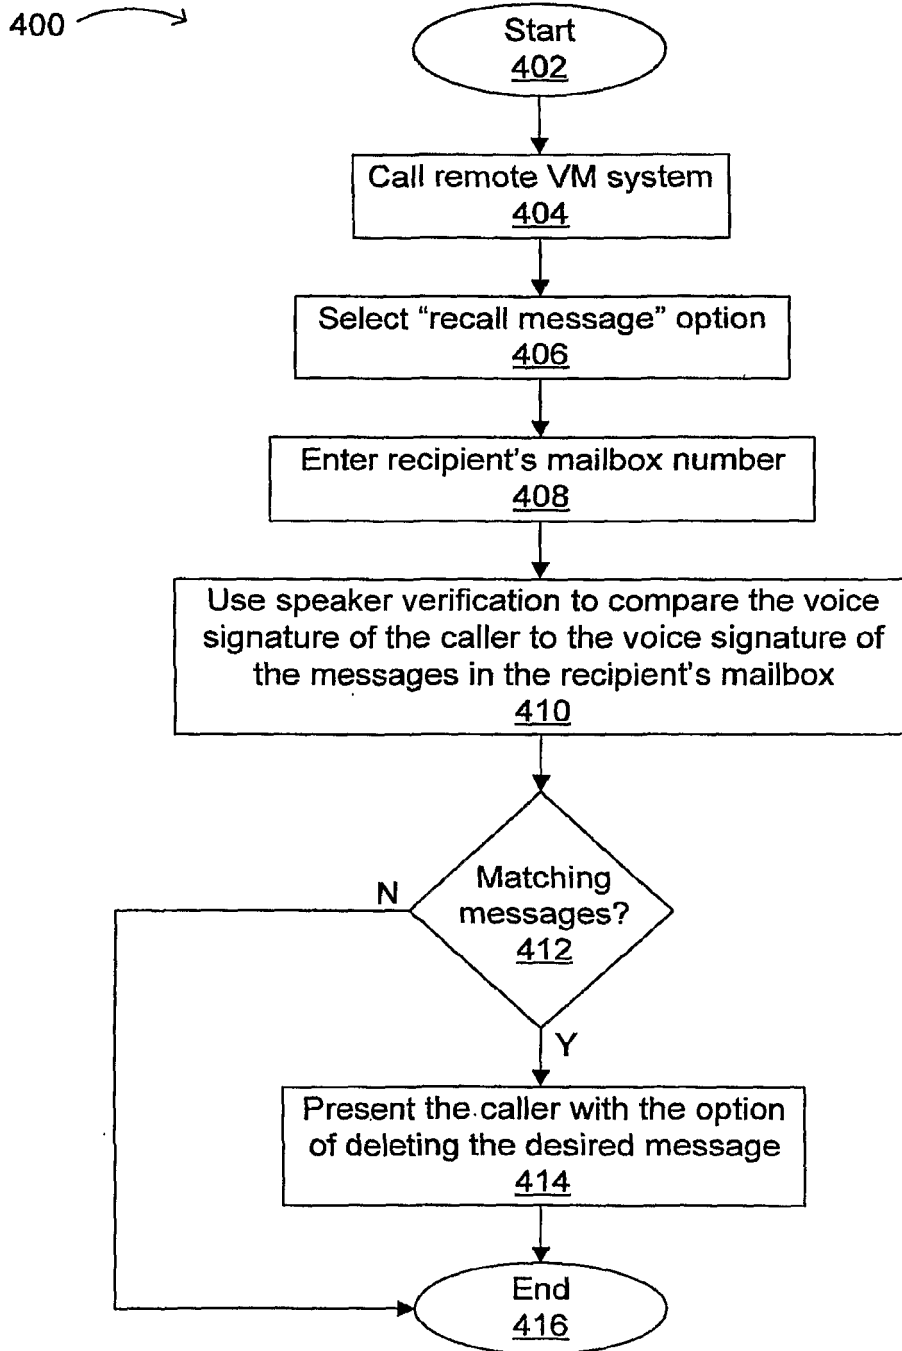 400
Start
402
Call remote VM system
404
Select “recall message” option
406
Enter recipient's mailbox number
408
Use speaker verification to compare the voice
signature of the caller to the voice signature of
the messages in the recipient's mailbox
410
Matching
messages?
412
N
Y
Present the caller with the option
of deleting the desired message
414
End
416